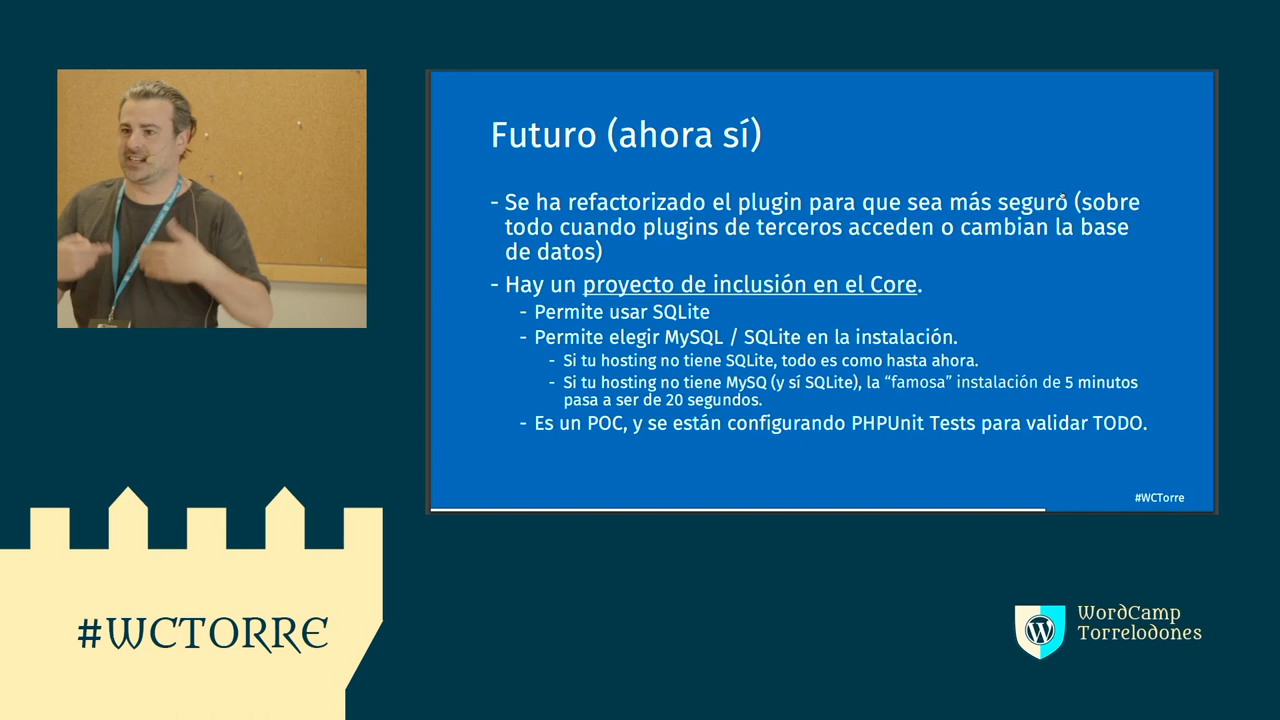 Futuro (ahora sí)
- Se ha refactorizado el plugin para que sea más seguro (sobre
todo cuando plugins de terceros acceden o cambian la base
de datos)
- Hay un proyecto de inclusión en el Core.
- Permite usar SQLite
- Permite elegir MySQL / SQLite en la instalación.
- Si tu hosting no tiene SQLite, todo es como hasta ahora.
- Si tu hosting no tiene MySQ (y sí SQLite), la “famosa” instalación de 5 minutos
pasa a ser de 20 segundos.
- Es un POC, y se están configurando PHPUnit Tests para validar TODO.
#WCTorre
#WCTORRE
WordCamp
Torrelodones